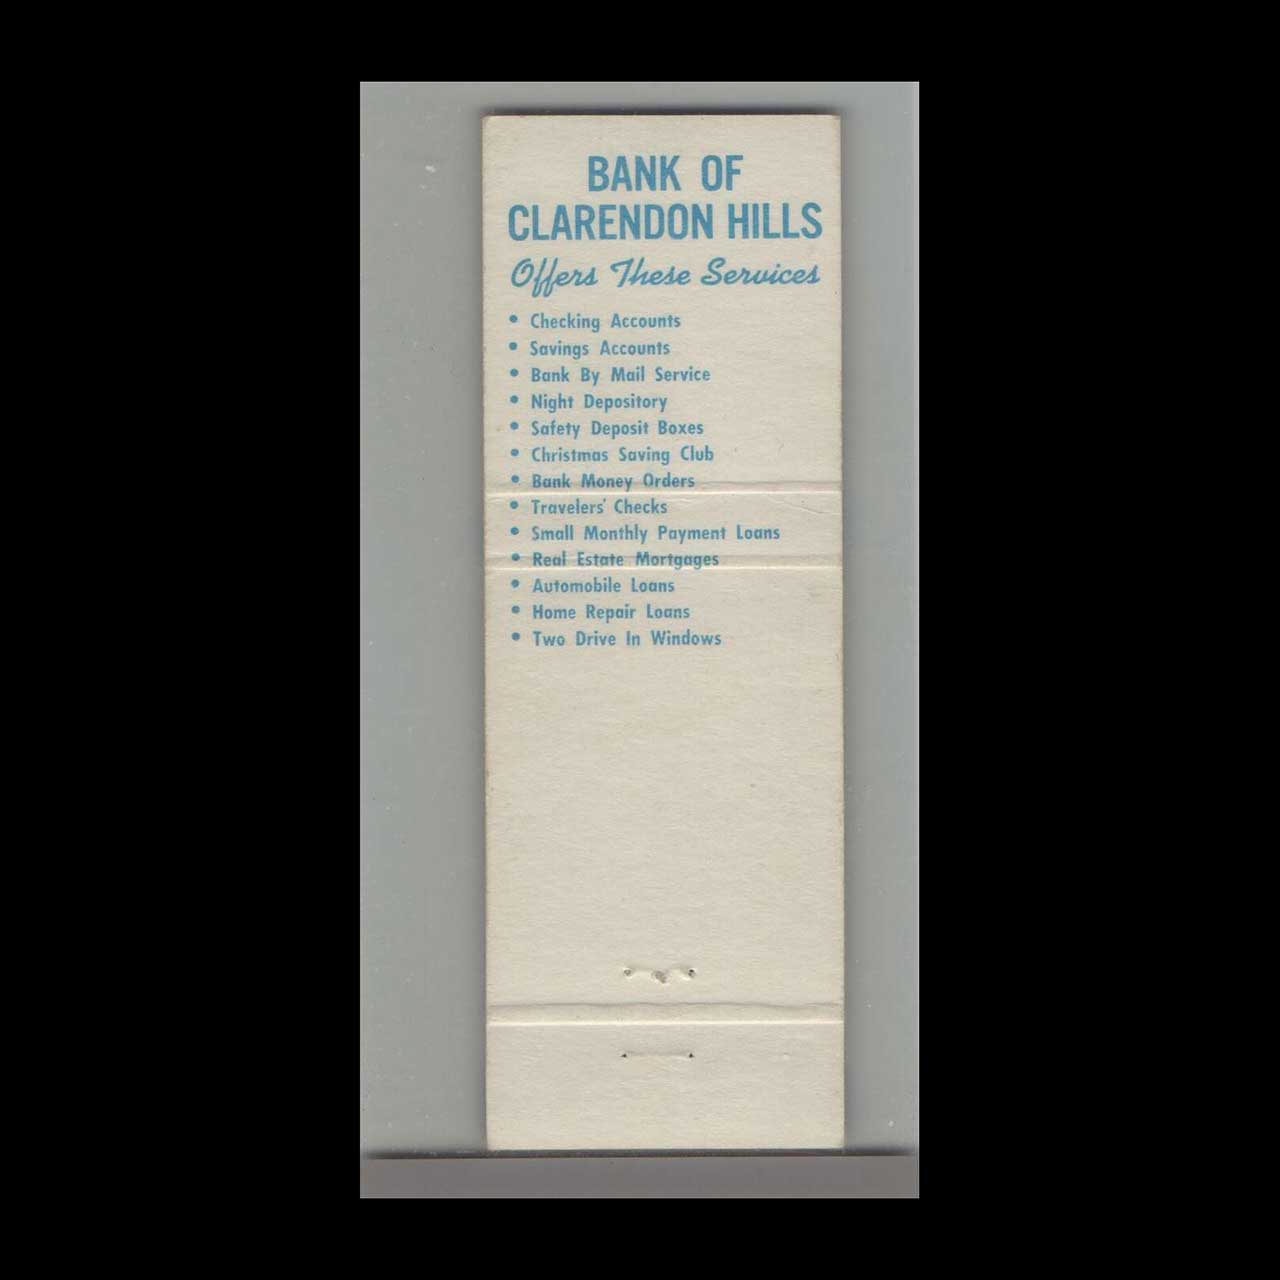 BANK OF
CLARENDON HILLS
Offers These Services
• Checking Accounts
• Savings Accounts
• Bank By Mail Service
• Night Depository
• Safety Deposit Boxes
• Christmas Saving Club
• Bank Money Orders
• Travelers' Checks
• Small Monthly Payment Loans
• Real Estate Mortgages
• Automobile Loans
• Home Repair Loans
• Two Drive In Windows